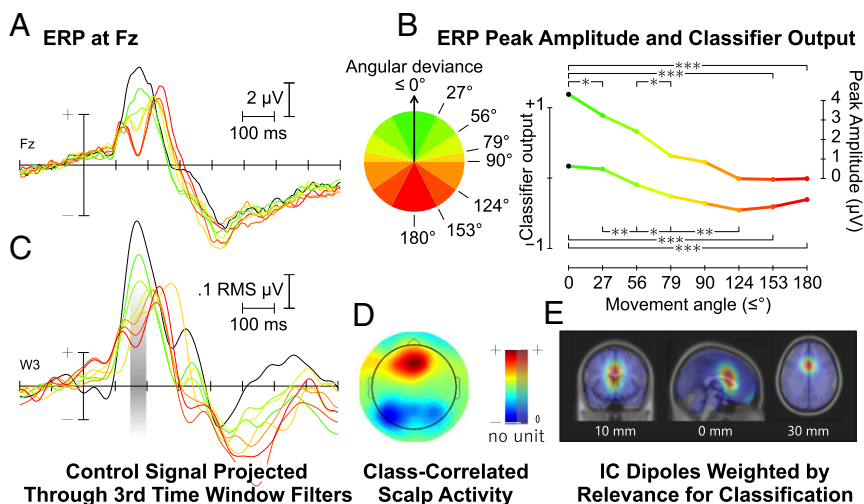 A
ERP at Fz
2 µV
100 ms
+
Fz
−
Angular deviance
≤ 0°
27°
56°
79°
90°
124°
153°
180°
B
ERP Peak Amplitude and Classifier Output
***
***
*
*
+1
Classifier output
-1
4
3
2
1
0
Peak Amplitude (µV)
**
*
**
***
***
0 27 56 79 90 124 153 180
Movement angle (≤°)
C
.1 RMS µV
100 ms
+
W3
−
Control Signal Projected
Through 3rd Time Window Filters
D
+ +
− 0
no unit
Class-Correlated
Scalp Activity
E
10 mm 0 mm 30 mm
IC Dipoles Weighted by
Relevance for Classification